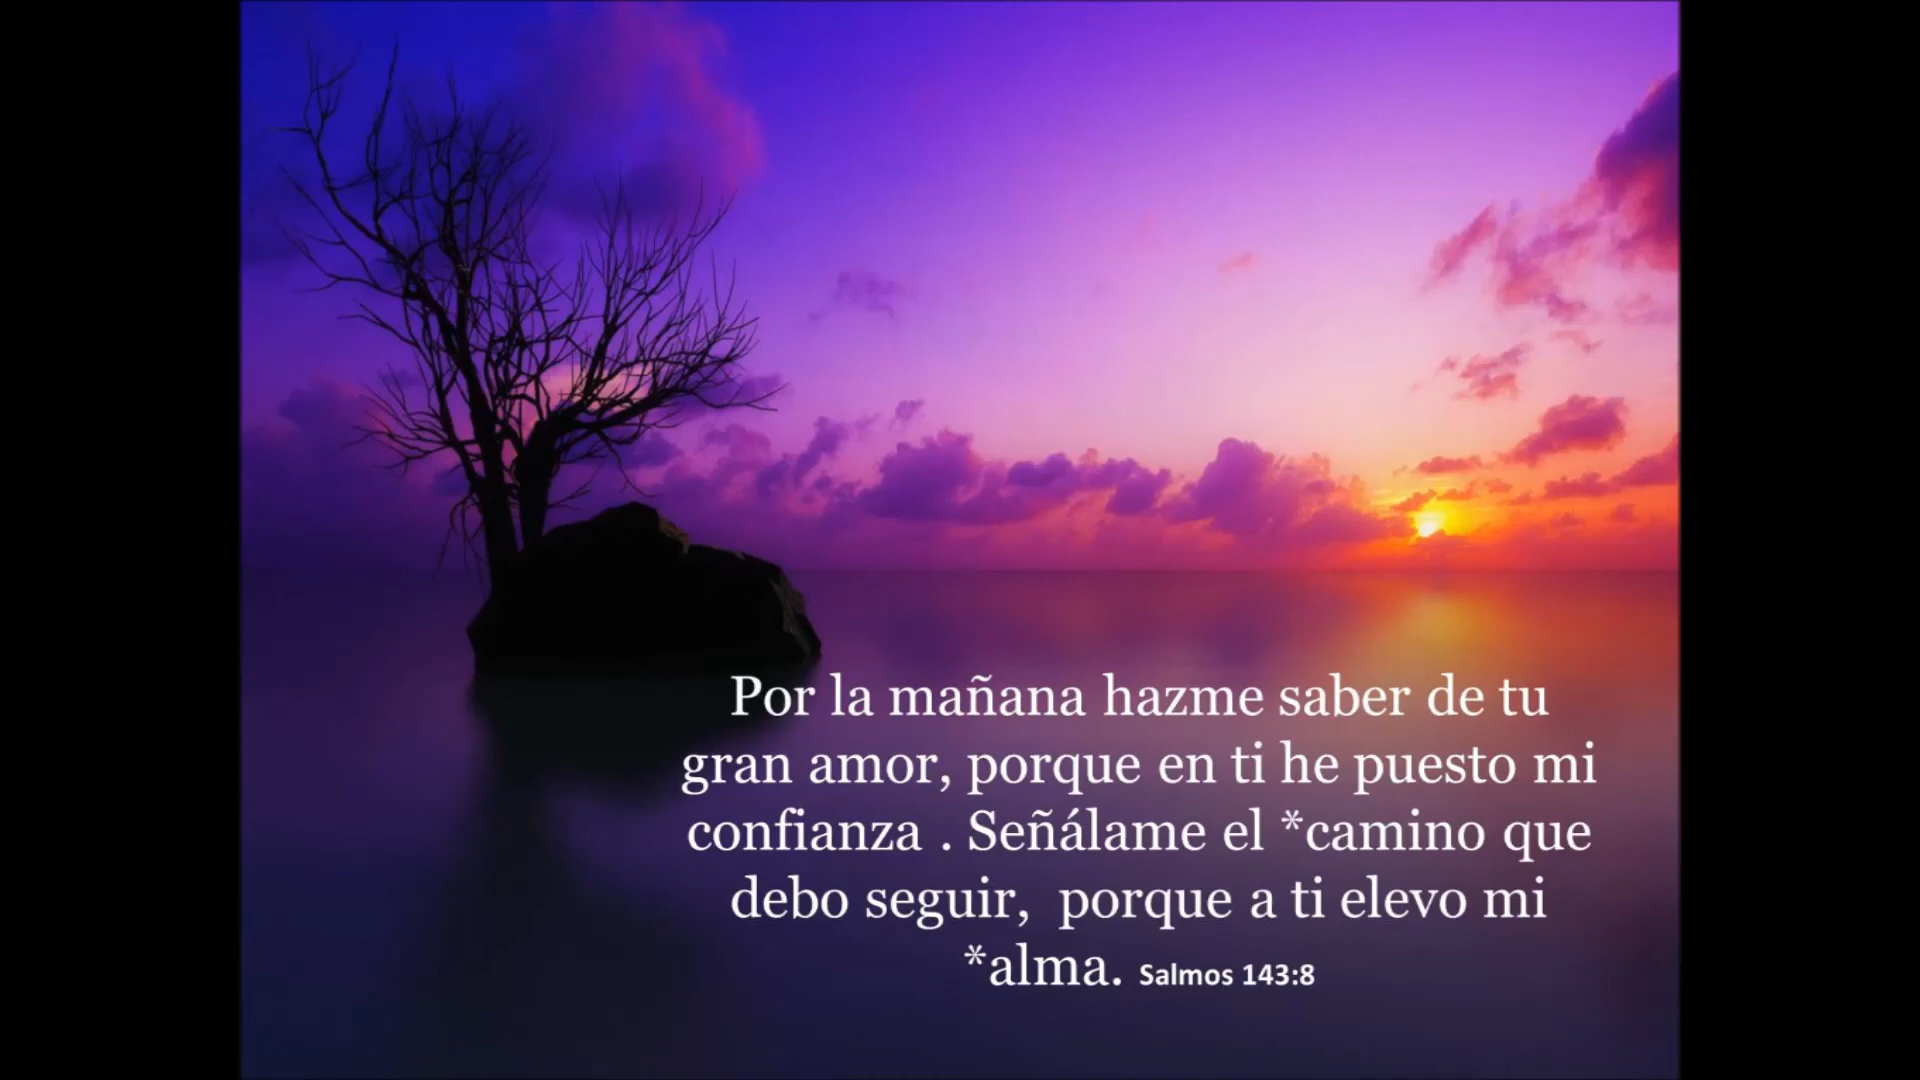 Por la mañana hazme saber de tu
gran amor, porque en ti he puesto mi
confianza . Señálame el *camino que
debo seguir,  porque a ti elevo mi
*alma. Salmos 143:8